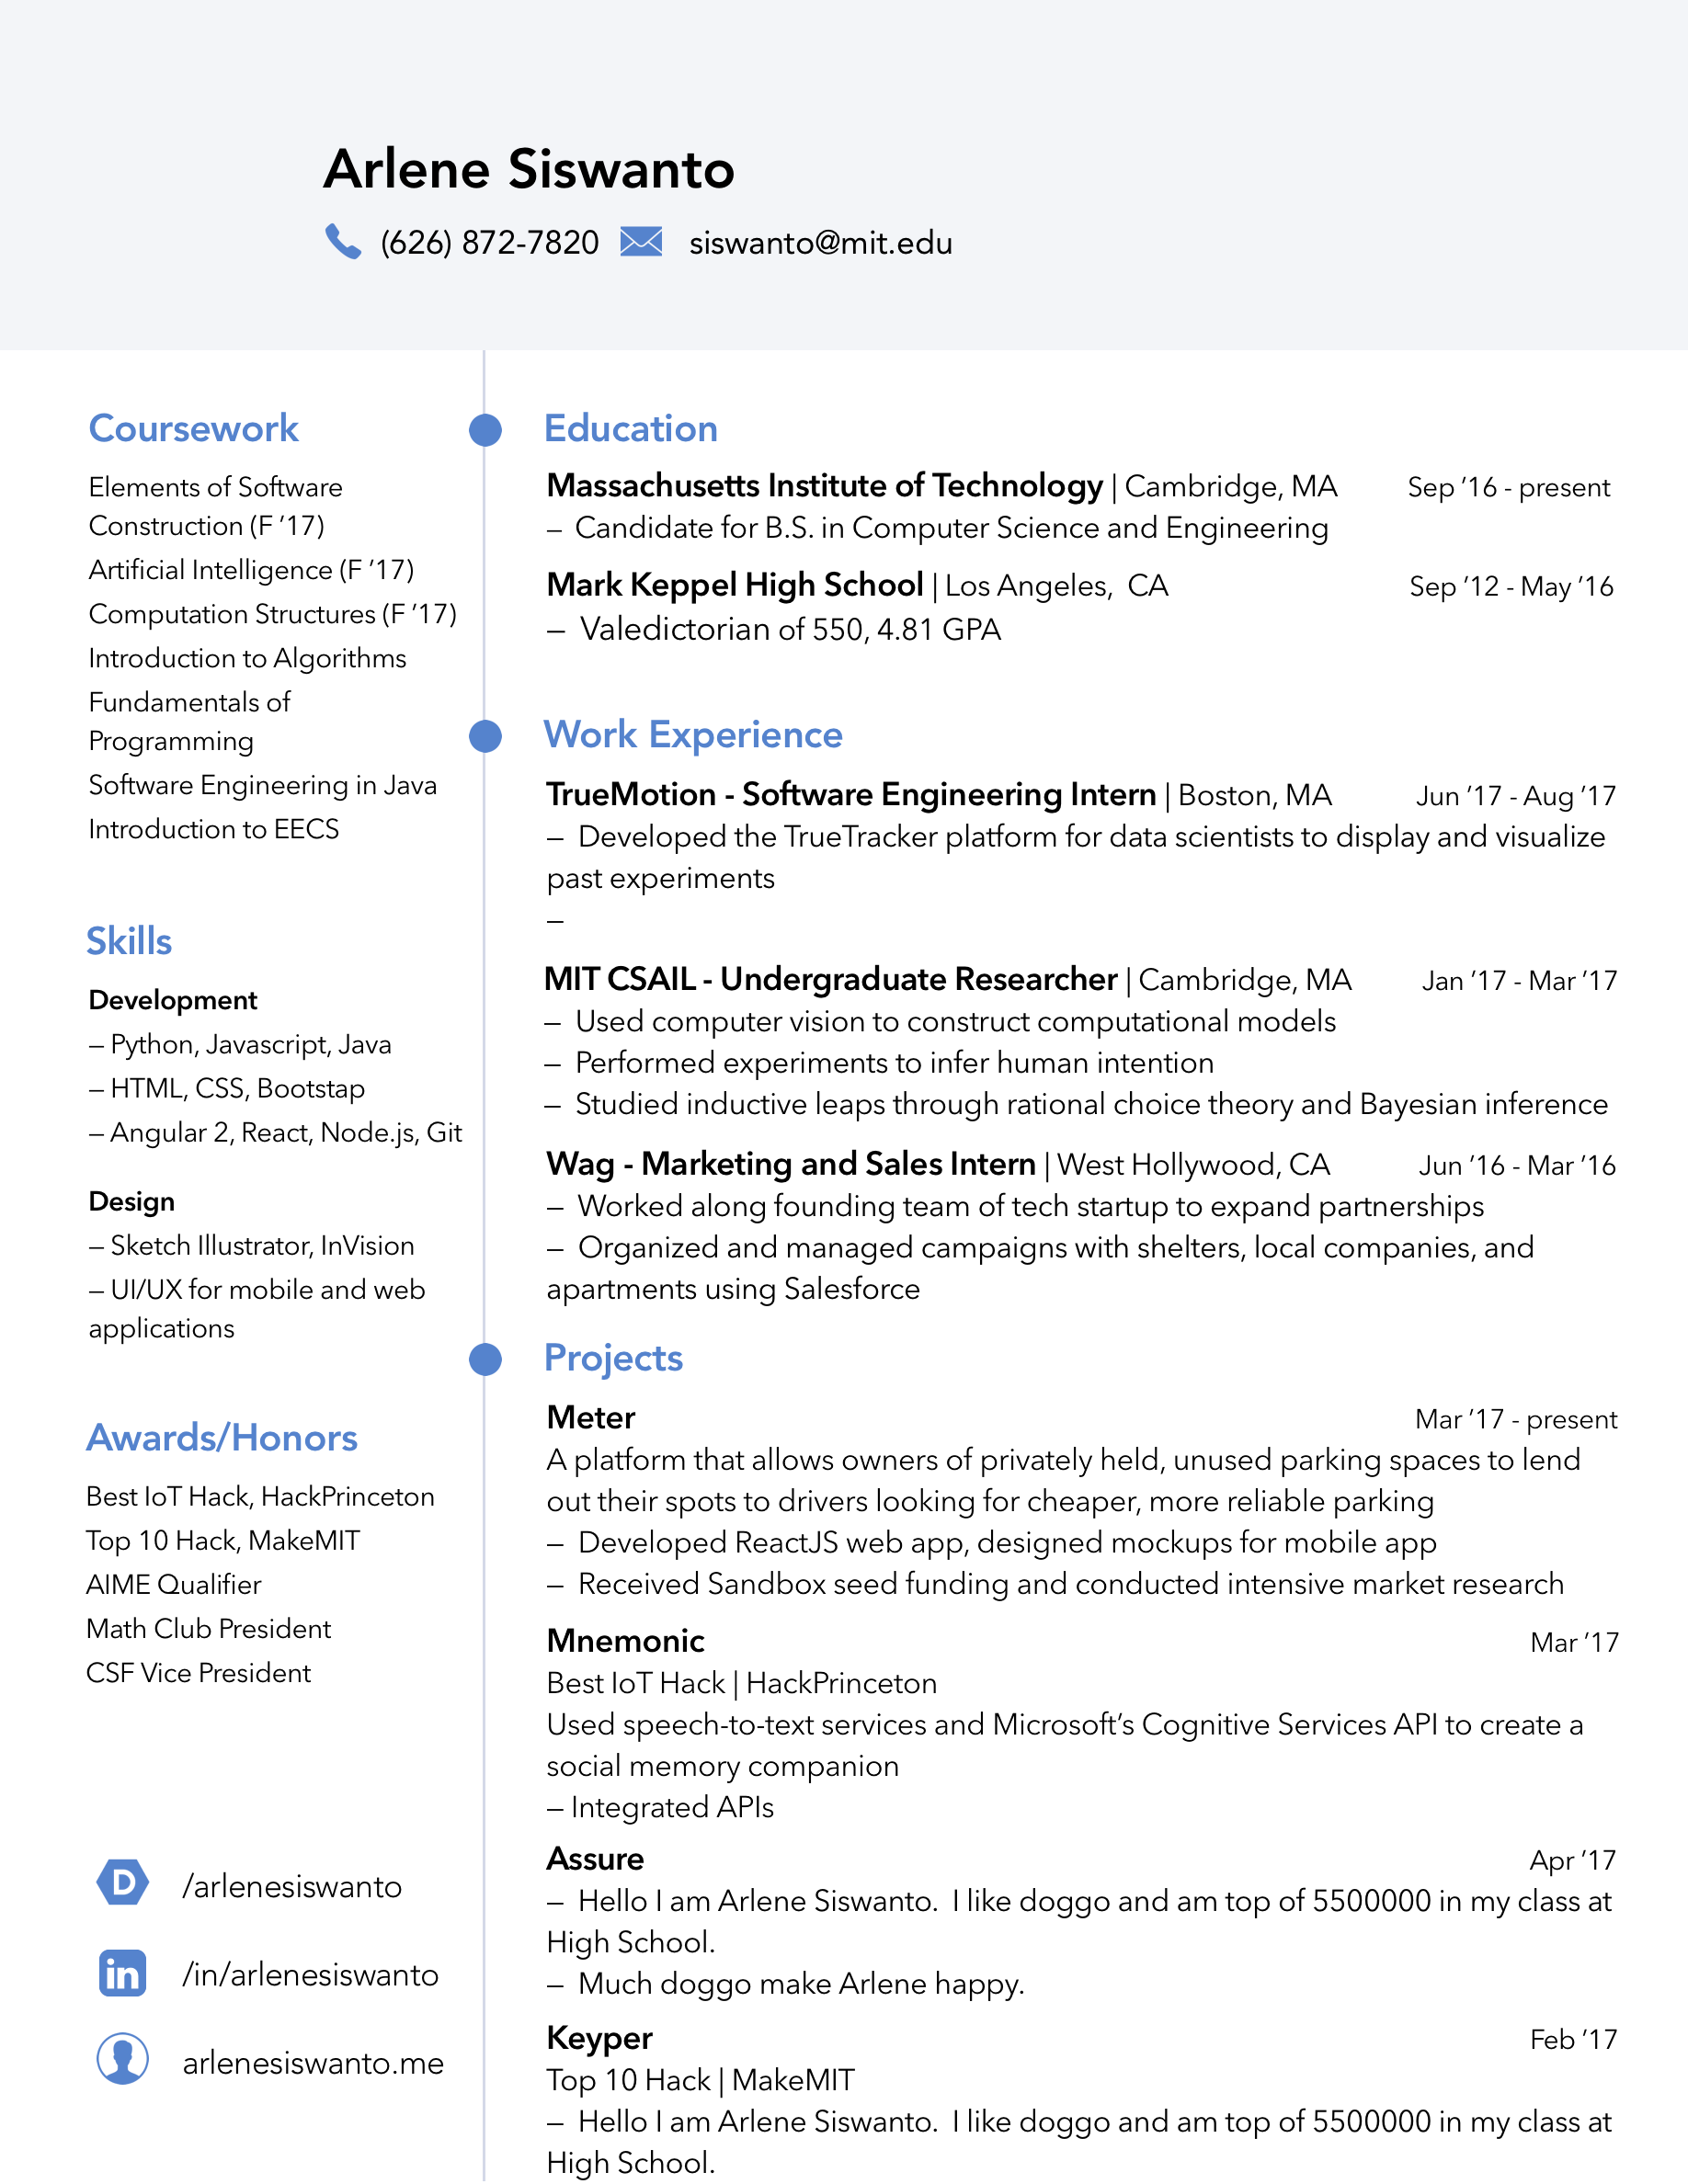 Arlene Siswanto
(626) 872-7820 siswanto@mit.edu
Coursework
Elements of Software
Construction (F ’17)
Artificial Intelligence (F ’17)
Computation Structures (F ’17)
Introduction to Algorithms
Fundamentals of
Programming
Software Engineering in Java
Introduction to EECS
Skills
Development
– Python, Javascript, Java
– HTML, CSS, Bootstap
– Angular 2, React, Node.js, Git
Design
– Sketch Illustrator, InVision
– UI/UX for mobile and web
applications
Awards/Honors
Best IoT Hack, HackPrinceton
Top 10 Hack, MakeMIT
AIME Qualifier
Math Club President
CSF Vice President
D /arlenesiswanto
in /in/arlenesiswanto
arlenesiswanto.me
Education
Massachusetts Institute of Technology | Cambridge, MA Sep ’16 - present
– Candidate for B.S. in Computer Science and Engineering
Mark Keppel High School | Los Angeles, CA Sep ’12 - May ’16
– Valedictorian of 550, 4.81 GPA
Work Experience
TrueMotion - Software Engineering Intern | Boston, MA Jun ’17 - Aug ’17
– Developed the TrueTracker platform for data scientists to display and visualize
past experiments
–
MIT CSAIL - Undergraduate Researcher | Cambridge, MA Jan ’17 - Mar ’17
– Used computer vision to construct computational models
– Performed experiments to infer human intention
– Studied inductive leaps through rational choice theory and Bayesian inference
Wag - Marketing and Sales Intern | West Hollywood, CA Jun ’16 - Mar ’16
– Worked along founding team of tech startup to expand partnerships
– Organized and managed campaigns with shelters, local companies, and
apartments using Salesforce
Projects
Meter Mar ’17 - present
A platform that allows owners of privately held, unused parking spaces to lend
out their spots to drivers looking for cheaper, more reliable parking
– Developed ReactJS web app, designed mockups for mobile app
– Received Sandbox seed funding and conducted intensive market research
Mnemonic Mar ’17
Best IoT Hack | HackPrinceton
Used speech-to-text services and Microsoft’s Cognitive Services API to create a
social memory companion
– Integrated APIs
Assure Apr ’17
– Hello I am Arlene Siswanto. I like doggo and am top of 5500000 in my class at
High School.
– Much doggo make Arlene happy.
Keyper Feb ’17
Top 10 Hack | MakeMIT
– Hello I am Arlene Siswanto. I like doggo and am top of 5500000 in my class at
High School.